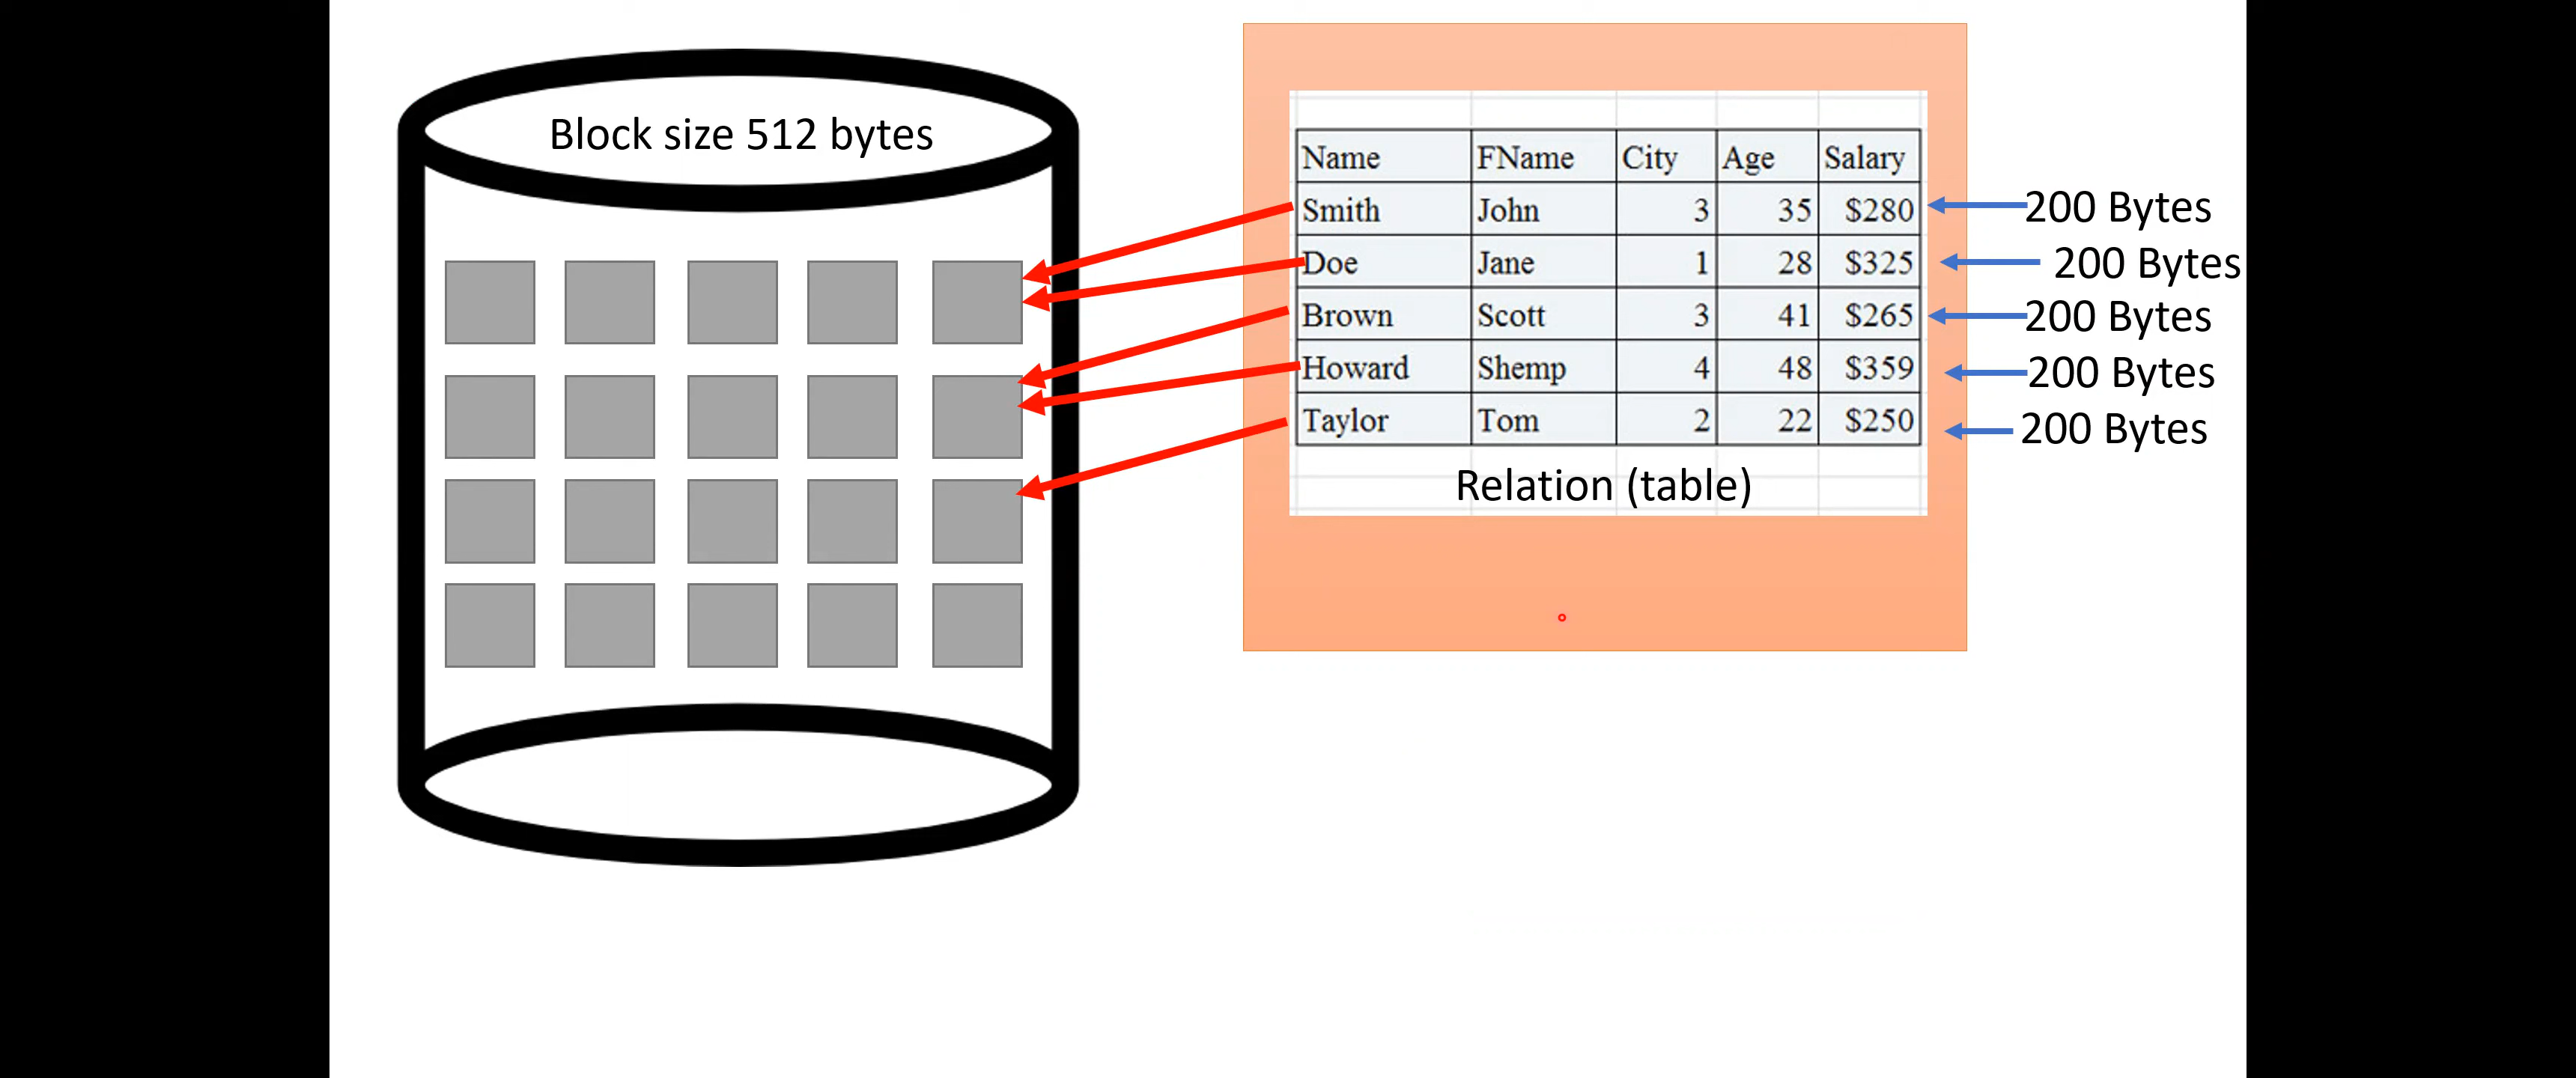 Block size 512 bytes
Name FName City Age Salary
Smith John 3 35 $280 200 Bytes
Doe Jane 1 28 $325 200 Bytes
Brown Scott 3 41 $265 200 Bytes
Howard Shemp 4 48 $359 200 Bytes
Taylor Tom 2 22 $250 200 Bytes
Relation (table)